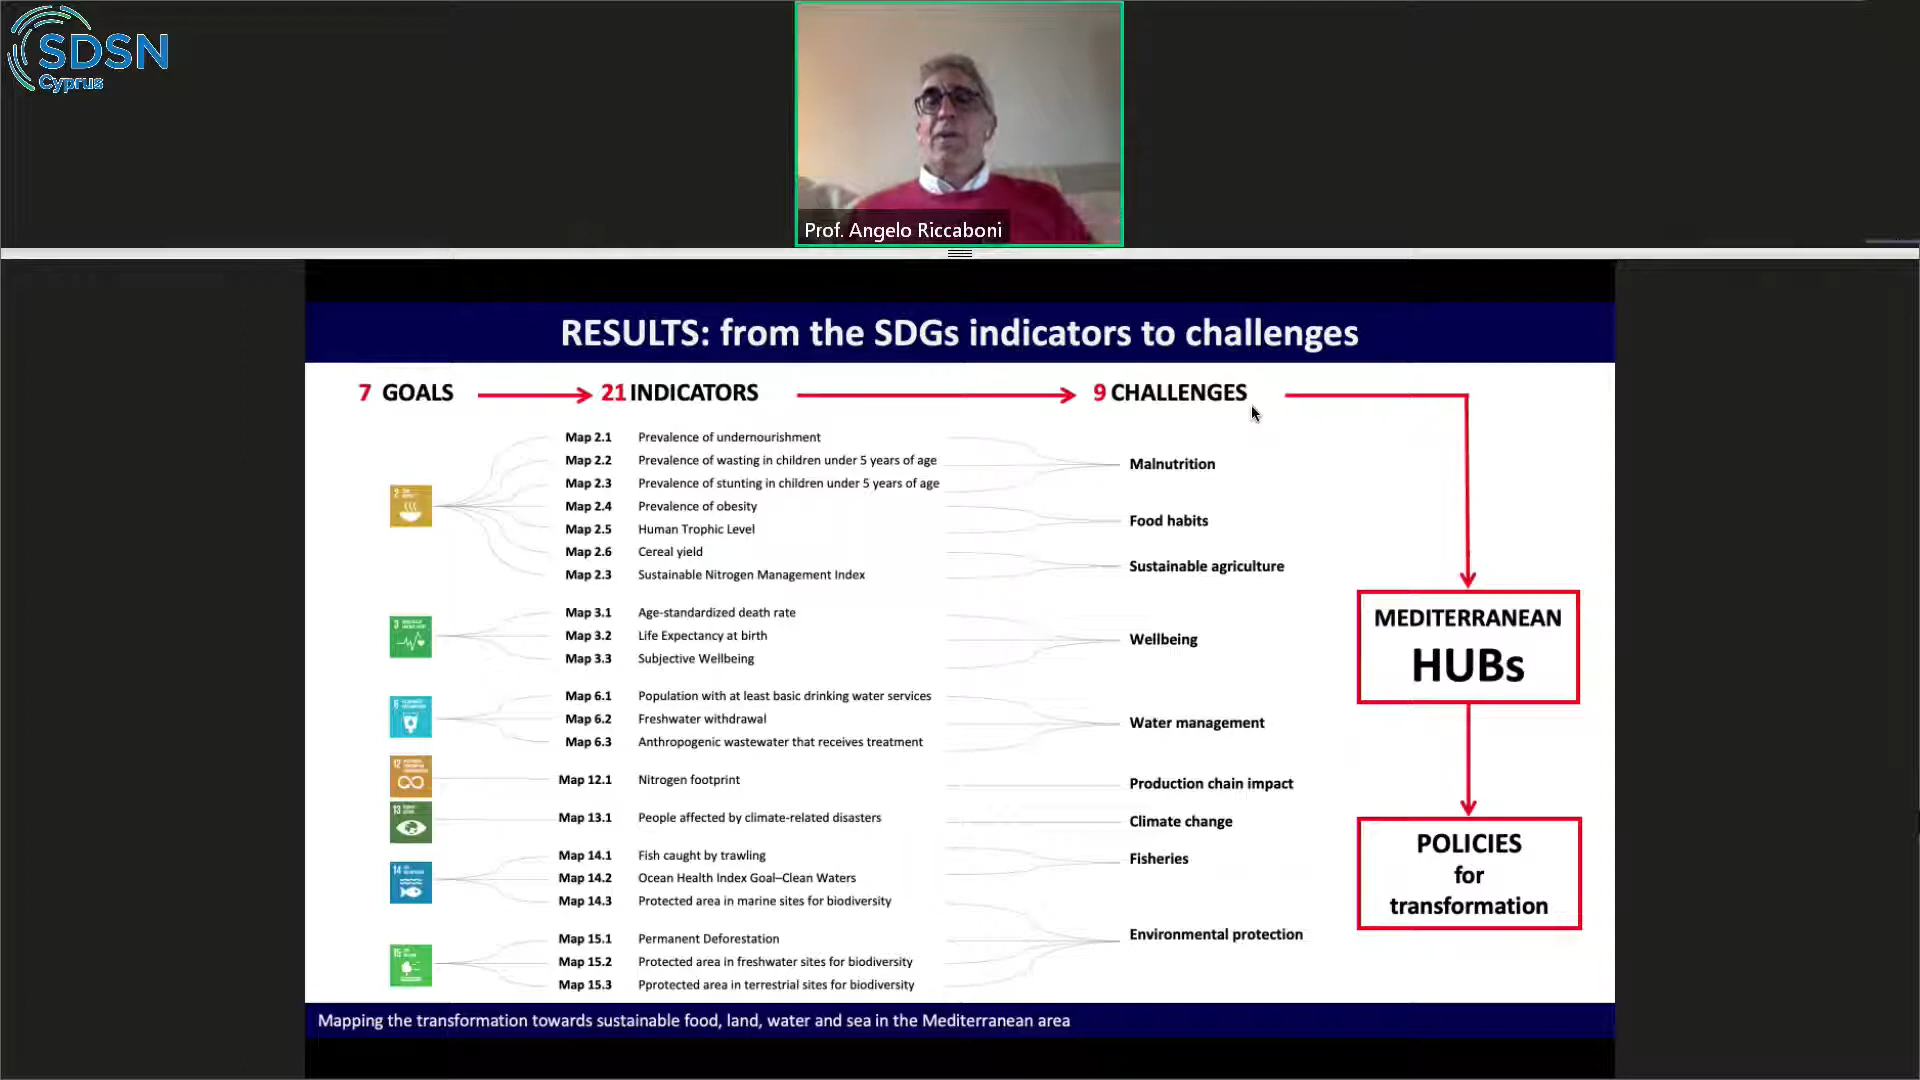 SDSN
Cyprus
Prof. Angelo Riccaboni
RESULTS: from the SDGs indicators to challenges
7 GOALS
21 INDICATORS
9 CHALLENGES
Map 2.1 Prevalence of undernourishment
Map 2.2 Prevalence of wasting in children under 5 years of age
Map 2.3 Prevalence of stunting in children under 5 years of age
Map 2.4 Prevalence of obesity
Map 2.5 Human Trophic Level
Map 2.6 Cereal yield
Map 2.3 Sustainable Nitrogen Management Index
Malnutrition
Food habits
Sustainable agriculture
2
Map 3.1 Age-standardized death rate
Map 3.2 Life Expectancy at birth
Map 3.3 Subjective Wellbeing
Wellbeing
3
Map 6.1 Population with at least basic drinking water services
Map 6.2 Freshwater withdrawal
Map 6.3 Anthropogenic wastewater that receives treatment
Water management
6
12
Map 12.1 Nitrogen footprint
Production chain impact
13
Map 13.1 People affected by climate-related disasters
Climate change
14
Map 14.1 Fish caught by trawling
Map 14.2 Ocean Health Index Goal–Clean Waters
Map 14.3 Protected area in marine sites for biodiversity
Fisheries
15
Map 15.1 Permanent Deforestation
Map 15.2 Protected area in freshwater sites for biodiversity
Map 15.3 Pprotected area in terrestrial sites for biodiversity
Environmental protection
MEDITERRANEAN
HUBs
POLICIES
for
transformation
Mapping the transformation towards sustainable food, land, water and sea in the Mediterranean area